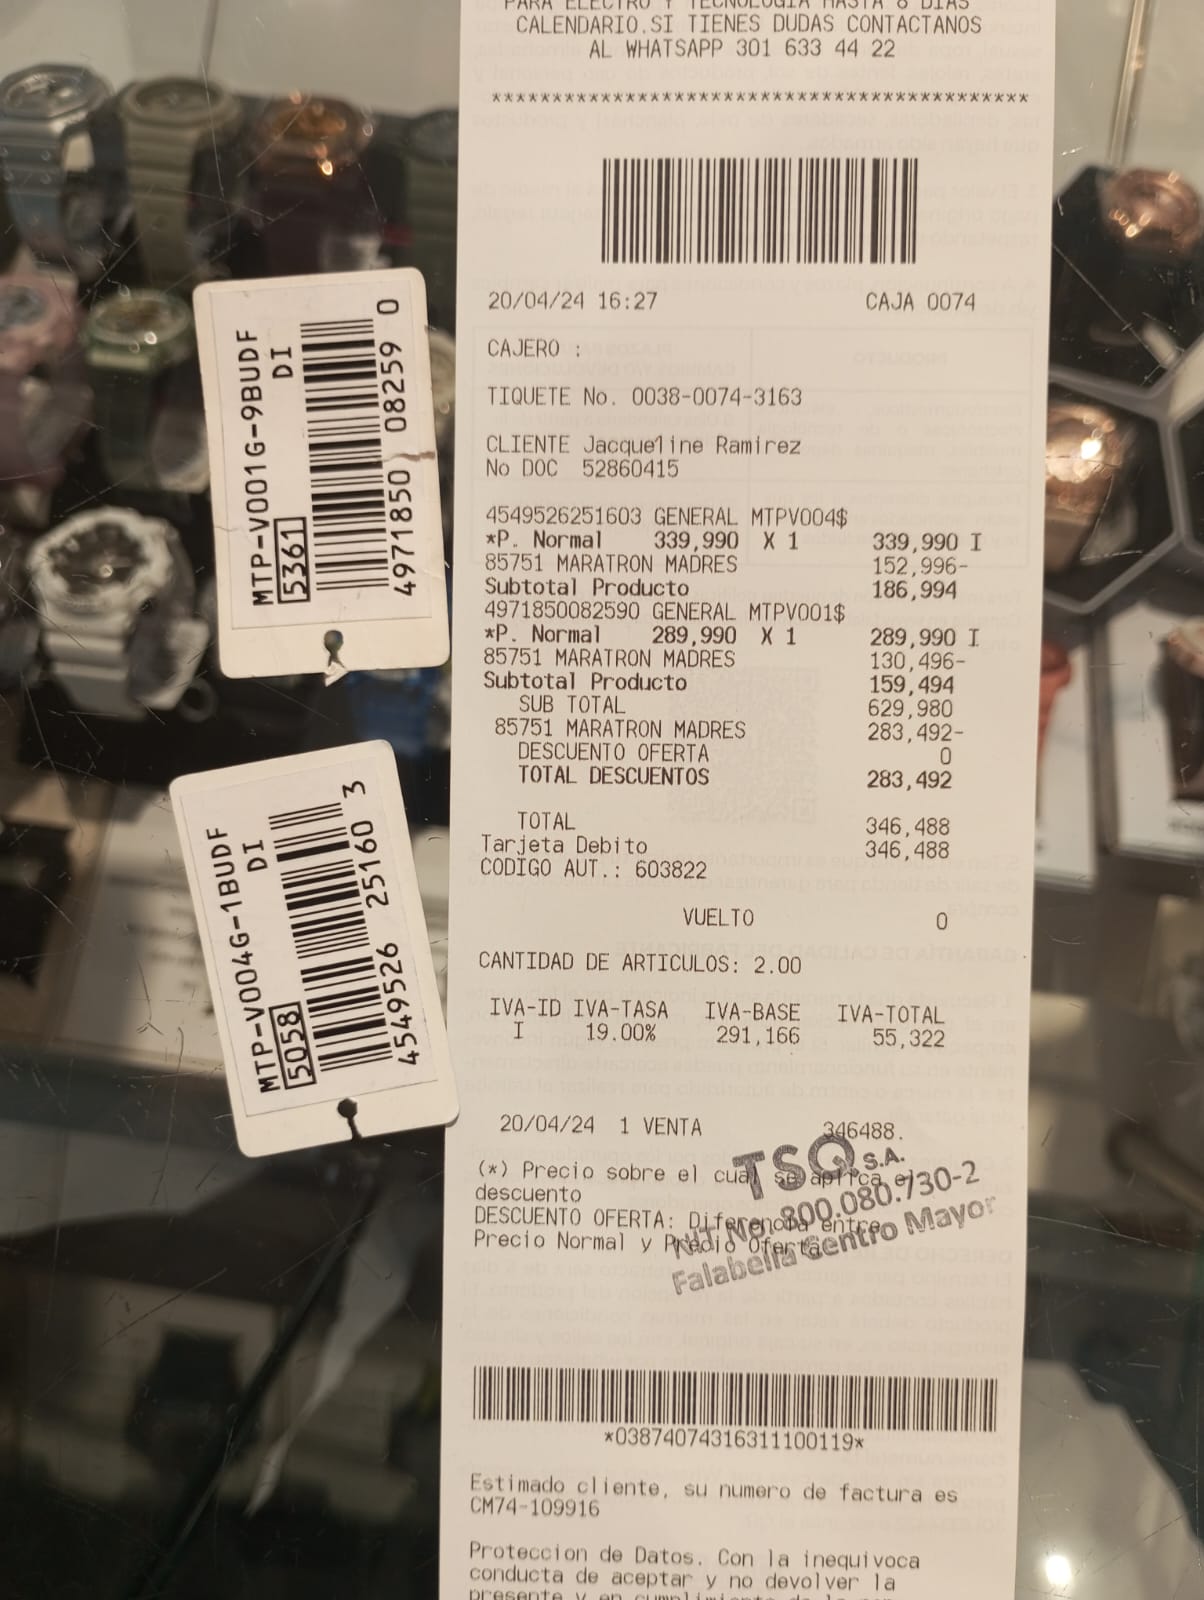 PARA ELECTRO Y TECNOLOGIA HASTA 8 DIAS
CALENDARIO.SI TIENES DUDAS CONTACTANOS
AL WHATSAPP 301 633 44 22
*********************************************
20/04/24 16:27 CAJA 0074
CAJERO :
TIQUETE No. 0038-0074-3163
CLIENTE Jacqueline Ramirez
No DOC 52860415
4549526251603 GENERAL MTPV004$
*P. Normal 339,990 X 1 339,990 I
85751 MARATRON MADRES 152,996-
Subtotal Producto 186,994
4971850082590 GENERAL MTPV001$
*P. Normal 289,990 X 1 289,990 I
85751 MARATRON MADRES 130,496-
Subtotal Producto 159,494
SUB TOTAL 629,980
85751 MARATRON MADRES 283,492-
DESCUENTO OFERTA 0
TOTAL DESCUENTOS 283,492
TOTAL 346,488
Tarjeta Debito 346,488
CODIGO AUT.: 603822
VUELTO 0
CANTIDAD DE ARTICULOS: 2.00
IVA-ID IVA-TASA IVA-BASE IVA-TOTAL
I 19.00% 291,166 55,322
20/04/24 1 VENTA 346488.
(*) Precio sobre el cual se aplica el
descuento
DESCUENTO OFERTA: Diferencia entre
Precio Normal y Precio Oferta
TSQ S.A.
NIT No. 800.080.730-2
Falabella Centro Mayor
*03874074316311100119*
Estimado cliente, su numero de factura es
CM74-109916
Proteccion de Datos. Con la inequivoca
conducta de aceptar y no devolver la
presente y en cumplimiento de la
MTP-V001G-9BUDF
DI
5361
4971850 08259 0
MTP-V004G-1BUDF
DI
5058
4549526 25160 3